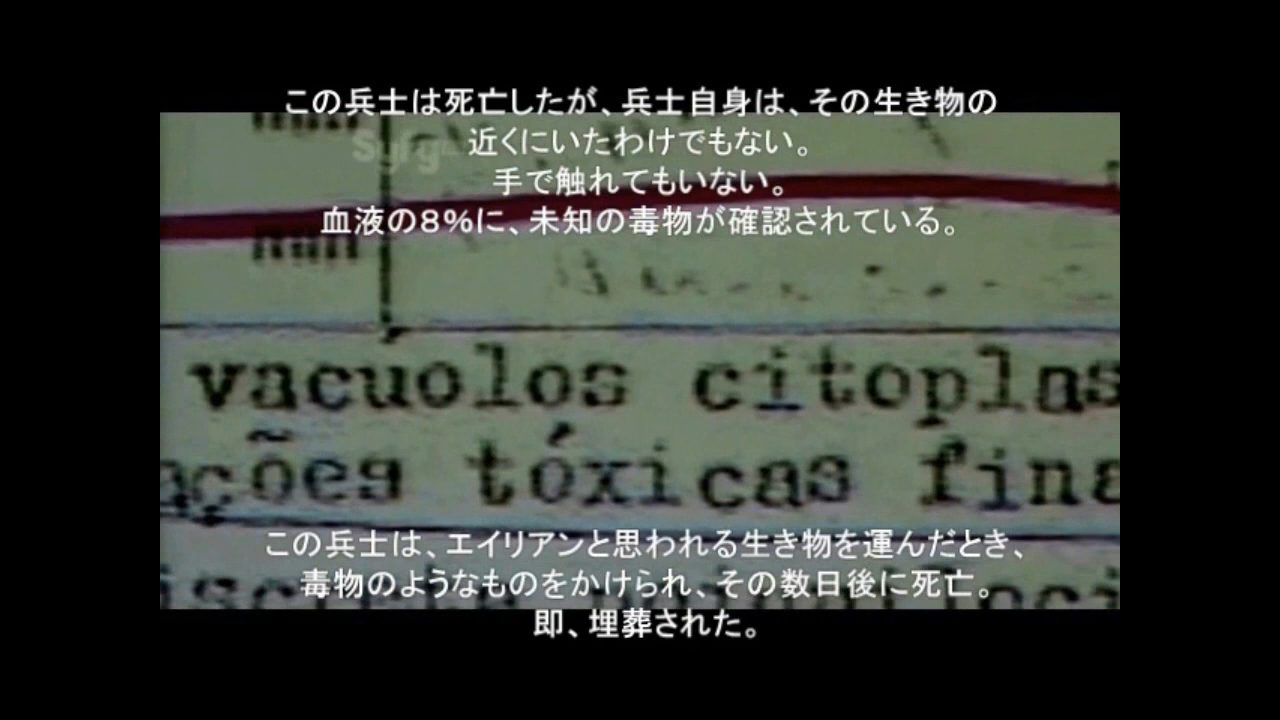 この兵士は死亡したが、兵士自身は、その生き物の
近くにいたわけでもない。
手で触れてもいない。
血液の８％に、未知の毒物が確認されている。
vacúolos citoplas
ações tóxicas fina
この兵士は、エイリアンと思われる生き物を運んだとき、
毒物のようなものをかけられ、その数日後に死亡。
即、埋葬された。